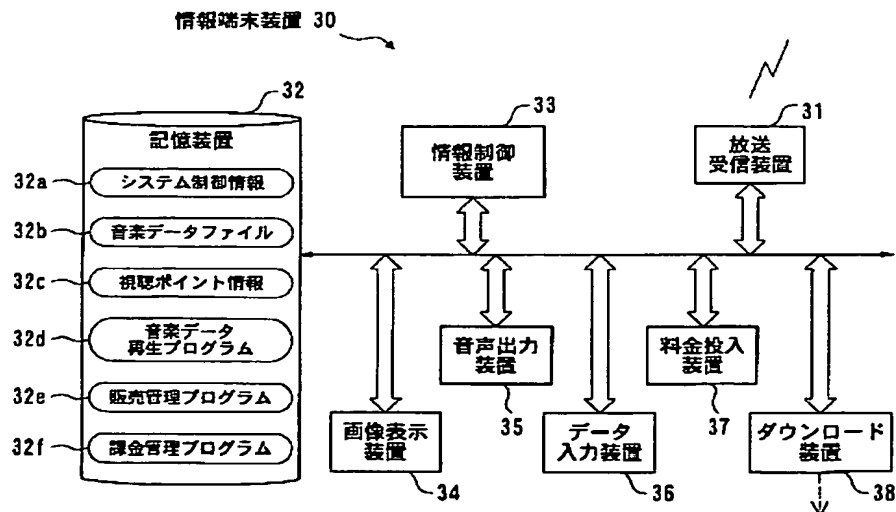 情報端末装置 30
32
記憶装置
32a
システム制御情報
32b
音楽データファイル
32c
視聴ポイント情報
32d
音楽データ
再生プログラム
32e
販売管理プログラム
32f
課金管理プログラム
33
情報制御
装置
31
放送
受信装置
音声出力
装置
35
料金投入
装置
37
画像表示
装置
34
データ
入力装置
36
ダウンロード
装置
38